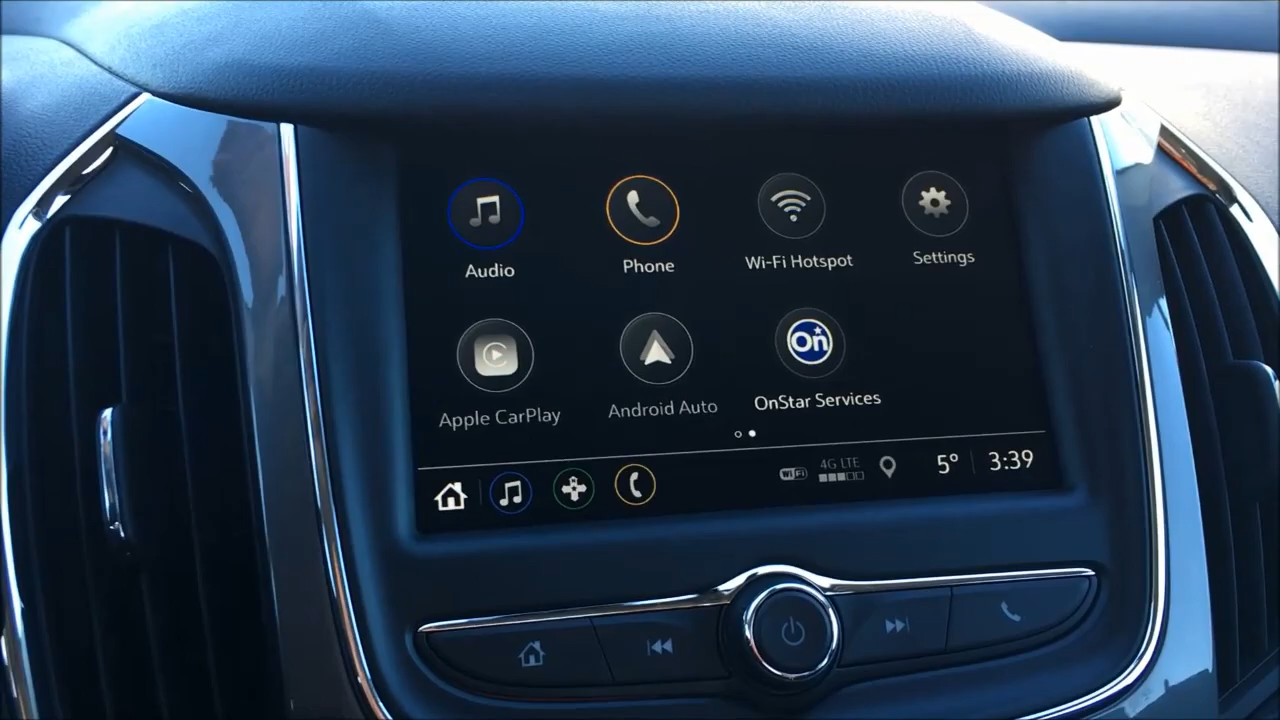 Audio
Phone
Wi-Fi Hotspot
Settings
Apple CarPlay
Android Auto
On
OnStar Services
WiFi
4G LTE
5°
3:39